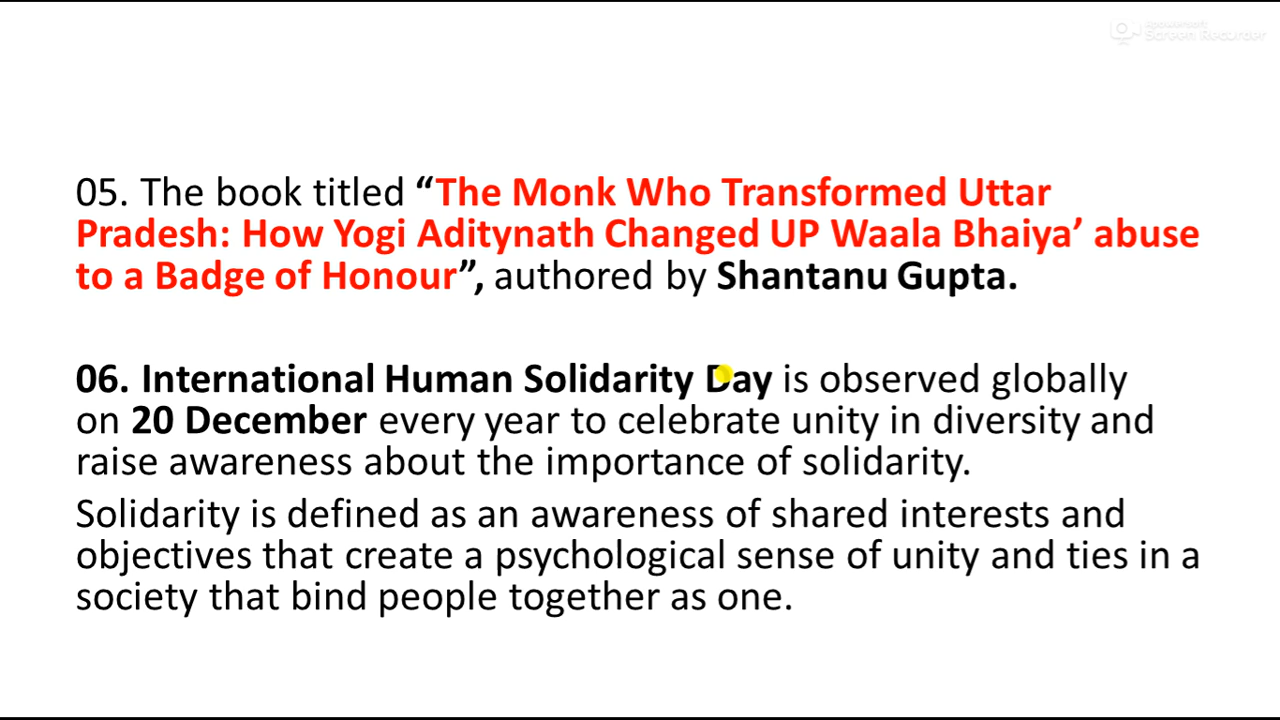 Apowersoft
Screen Recorder
05. The book titled “The Monk Who Transformed Uttar
Pradesh: How Yogi Aditynath Changed UP Waala Bhaiya’ abuse
to a Badge of Honour”, authored by Shantanu Gupta.
06. International Human Solidarity Day is observed globally
on 20 December every year to celebrate unity in diversity and
raise awareness about the importance of solidarity.
Solidarity is defined as an awareness of shared interests and
objectives that create a psychological sense of unity and ties in a
society that bind people together as one.